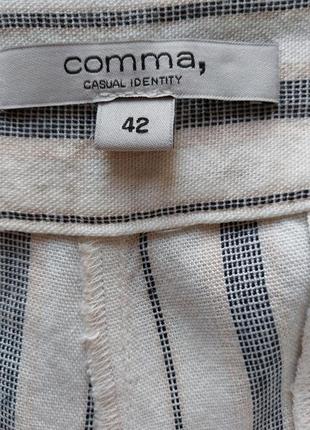 comma,
CASUAL IDENTITY
42